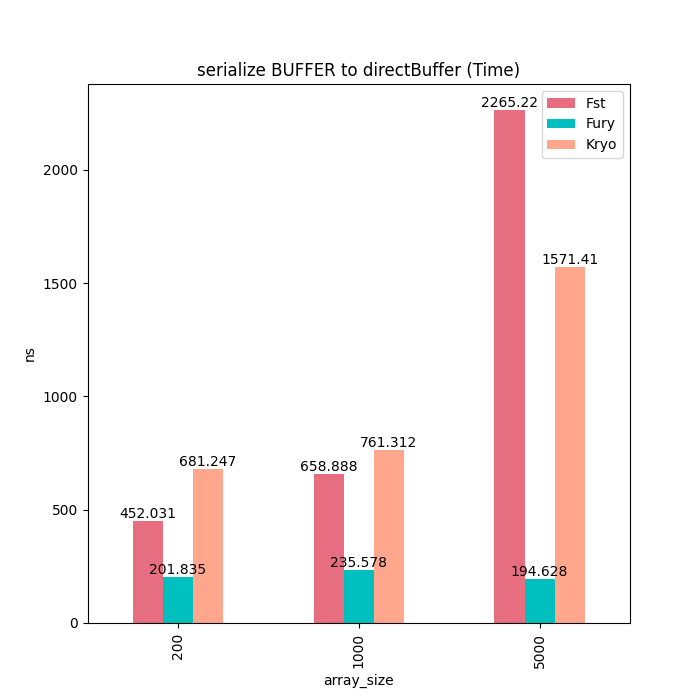 serialize BUFFER to directBuffer (Time)
Fst
Fury
Kryo
ns
2000
1500
1000
500
0
452.031
201.835
681.247
658.888
235.578
761.312
2265.22
194.628
1571.41
200
1000
5000
array_size